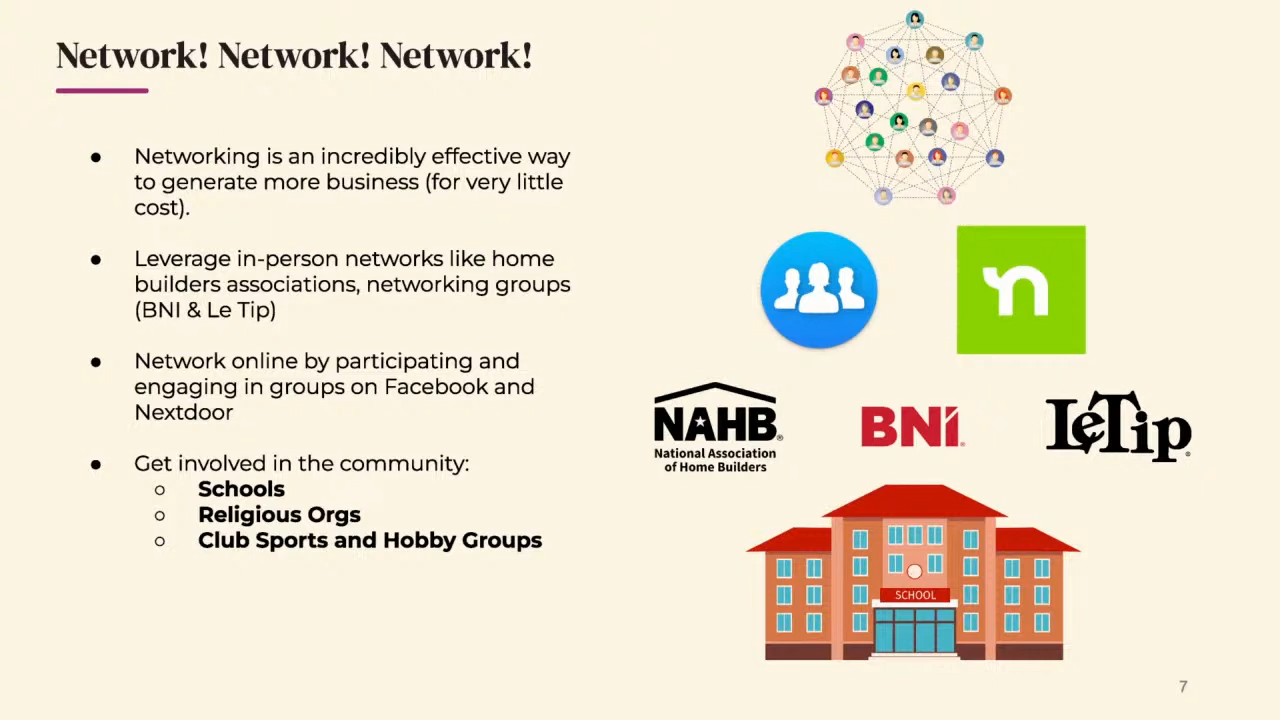 Network! Network! Network!
● Networking is an incredibly effective way
to generate more business (for very little
cost).
● Leverage in-person networks like home
builders associations, networking groups
(BNI & Le Tip)
● Network online by participating and
engaging in groups on Facebook and
Nextdoor
● Get involved in the community:
○ Schools
○ Religious Orgs
○ Club Sports and Hobby Groups
n
NAHB®
National Association
of Home Builders
BNI®
LeTip®
SCHOOL
7